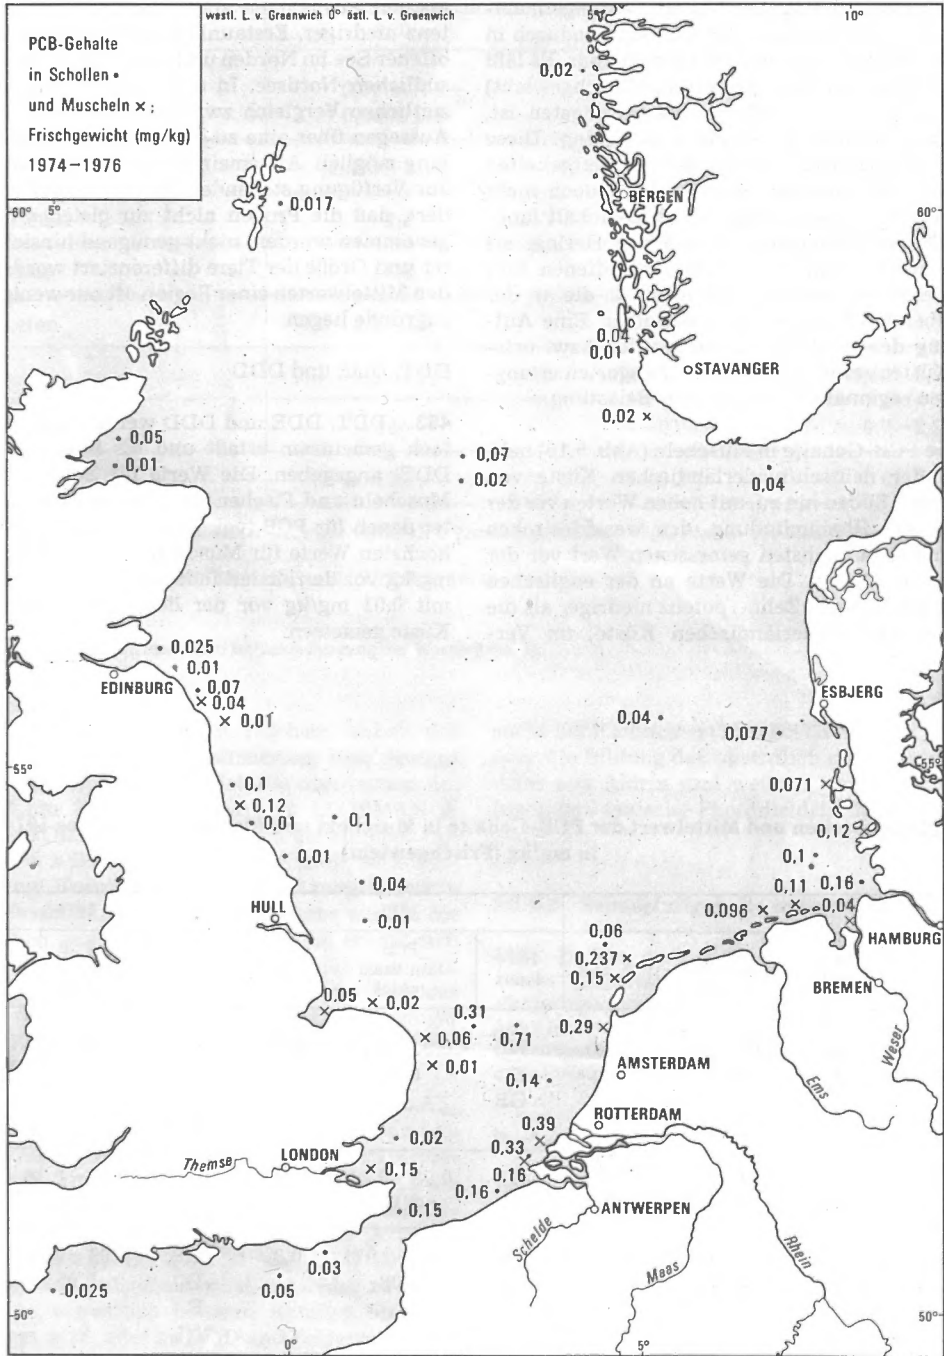 westl. L. v. Greenwich 0° östl. L. v. Greenwich
5°
10°
PCB-Gehalte
in Schollen •
und Muscheln ×;
Frischgewicht (mg/kg)
1974–1976
0,02
60° 5°
0,017
BERGEN
60°
0,04
0,01
STAVANGER
0,02
0,05
0,01
0,07
0,02
0,04
0,025
0,01
EDINBURG
0,07
0,04
0,01
ESBJERG
0,04
0,077
55°
55°
0,1
0,071
0,12
0,01
0,1
0,12
0,01
0,1
0,04
0,11
0,16
HULL
0,01
0,096
0,04
HAMBURG
0,06
0,237
0,15
BREMEN
0,05
0,02
0,31
0,71
0,29
0,06
0,01
Weser
AMSTERDAM
0,14
Ems
ROTTERDAM
0,39
0,02
0,33
LONDON
Themse
0,15
0,16
0,16
0,15
ANTWERPEN
Schelde
Maas
Rhein
0,03
0,05
0,025
50°
50°
0°
5°